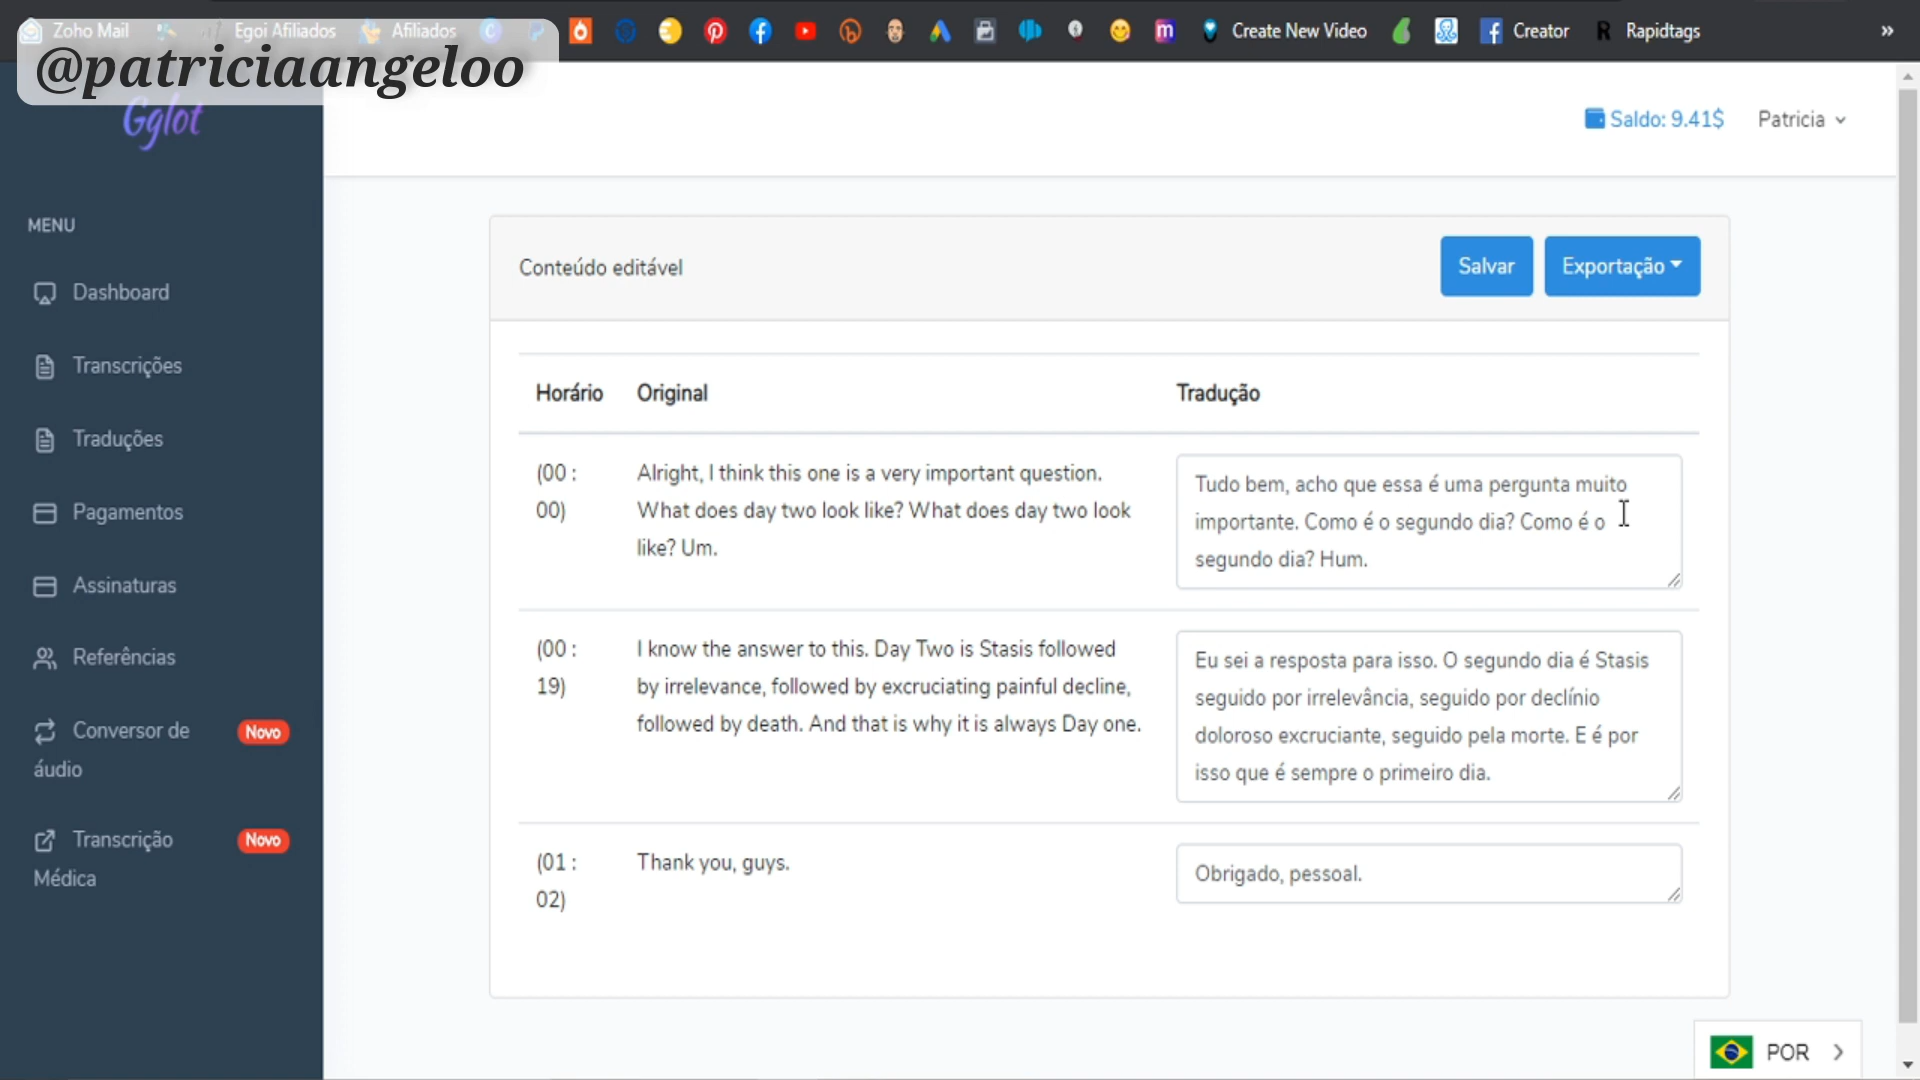 Zoho Mail
Egoi Afiliados
Afiliados
Create New Video
Creator
Rapidtags
»
@patriciaangeloo
Gglot
Saldo: 9.41$
Patricia
MENU
Dashboard
Transcrições
Traduções
Pagamentos
Assinaturas
Referências
Conversor de áudio
Novo
Transcrição Médica
Novo
Conteúdo editável
Salvar
Exportação
Horário Original Tradução
(00 :
00)
Alright, I think this one is a very important question.
What does day two look like? What does day two look
like? Um.
Tudo bem, acho que essa é uma pergunta muito
importante. Como é o segundo dia? Como é o
segundo dia? Hum.
(00 :
19)
I know the answer to this. Day Two is Stasis followed
by irrelevance, followed by excruciating painful decline,
followed by death. And that is why it is always Day one.
Eu sei a resposta para isso. O segundo dia é Stasis
seguido por irrelevância, seguido por declínio
doloroso excruciante, seguido pela morte. E é por
isso que é sempre o primeiro dia.
(01 :
02)
Thank you, guys.
Obrigado, pessoal.
POR